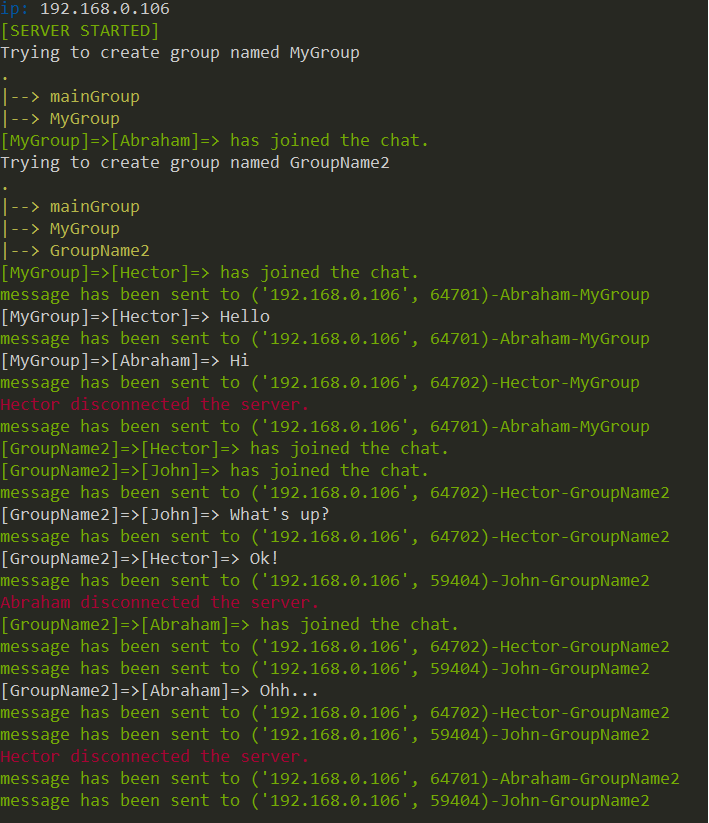 ip: 192.168.0.106
[SERVER STARTED]
Trying to create group named MyGroup
.
|--> mainGroup
|--> MyGroup
[MyGroup]=>[Abraham]=> has joined the chat.
Trying to create group named GroupName2
.
|--> mainGroup
|--> MyGroup
|--> GroupName2
[MyGroup]=>[Hector]=> has joined the chat.
message has been sent to ('192.168.0.106', 64701)-Abraham-MyGroup
[MyGroup]=>[Hector]=> Hello
message has been sent to ('192.168.0.106', 64701)-Abraham-MyGroup
[MyGroup]=>[Abraham]=> Hi
message has been sent to ('192.168.0.106', 64702)-Hector-MyGroup
Hector disconnected the server.
message has been sent to ('192.168.0.106', 64701)-Abraham-MyGroup
[GroupName2]=>[Hector]=> has joined the chat.
[GroupName2]=>[John]=> has joined the chat.
message has been sent to ('192.168.0.106', 64702)-Hector-GroupName2
[GroupName2]=>[John]=> What's up?
message has been sent to ('192.168.0.106', 64702)-Hector-GroupName2
[GroupName2]=>[Hector]=> Ok!
message has been sent to ('192.168.0.106', 59404)-John-GroupName2
Abraham disconnected the server.
[GroupName2]=>[Abraham]=> has joined the chat.
message has been sent to ('192.168.0.106', 64702)-Hector-GroupName2
message has been sent to ('192.168.0.106', 59404)-John-GroupName2
[GroupName2]=>[Abraham]=> Ohh...
message has been sent to ('192.168.0.106', 64702)-Hector-GroupName2
message has been sent to ('192.168.0.106', 59404)-John-GroupName2
Hector disconnected the server.
message has been sent to ('192.168.0.106', 64701)-Abraham-GroupName2
message has been sent to ('192.168.0.106', 59404)-John-GroupName2